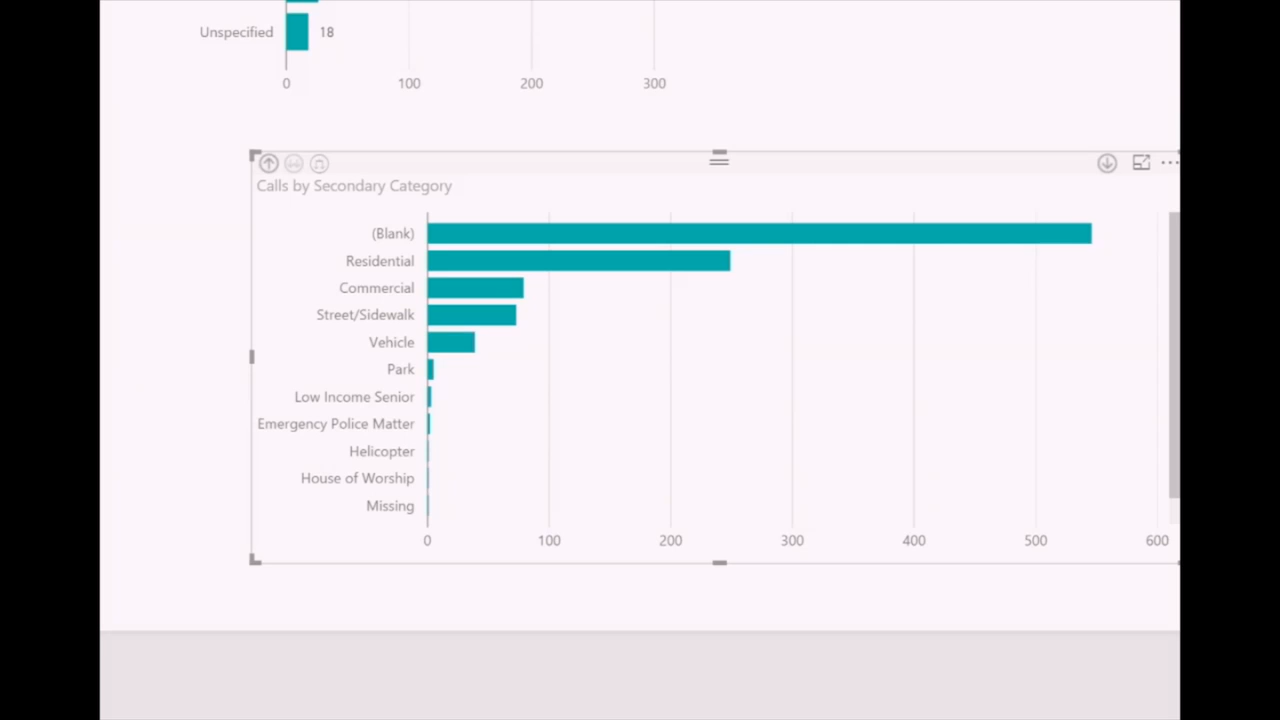 Unspecified 18
0 100 200 300
Calls by Secondary Category
(Blank)
Residential
Commercial
Street/Sidewalk
Vehicle
Park
Low Income Senior
Emergency Police Matter
Helicopter
House of Worship
Missing
0 100 200 300 400 500 600